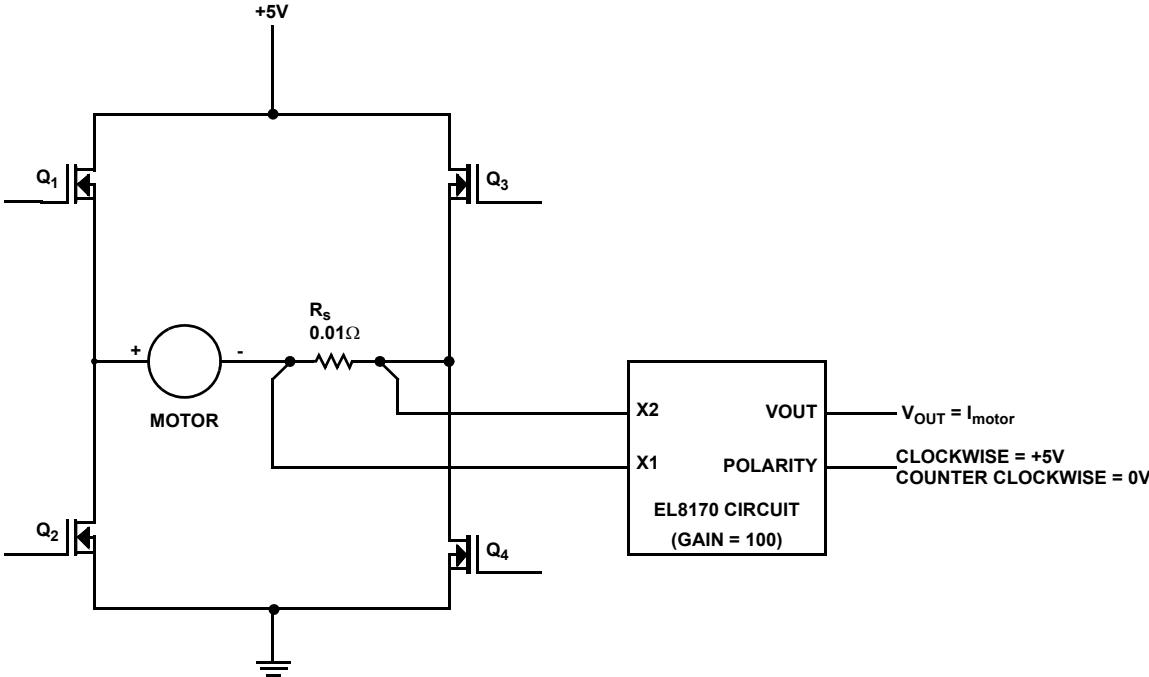 +5V
Q1
Q3
Rs
0.01Ω
+
-
MOTOR
X2
VOUT
VOUT = Imotor
X1
POLARITY
CLOCKWISE = +5V
COUNTER CLOCKWISE = 0V
EL8170 CIRCUIT
(GAIN = 100)
Q2
Q4